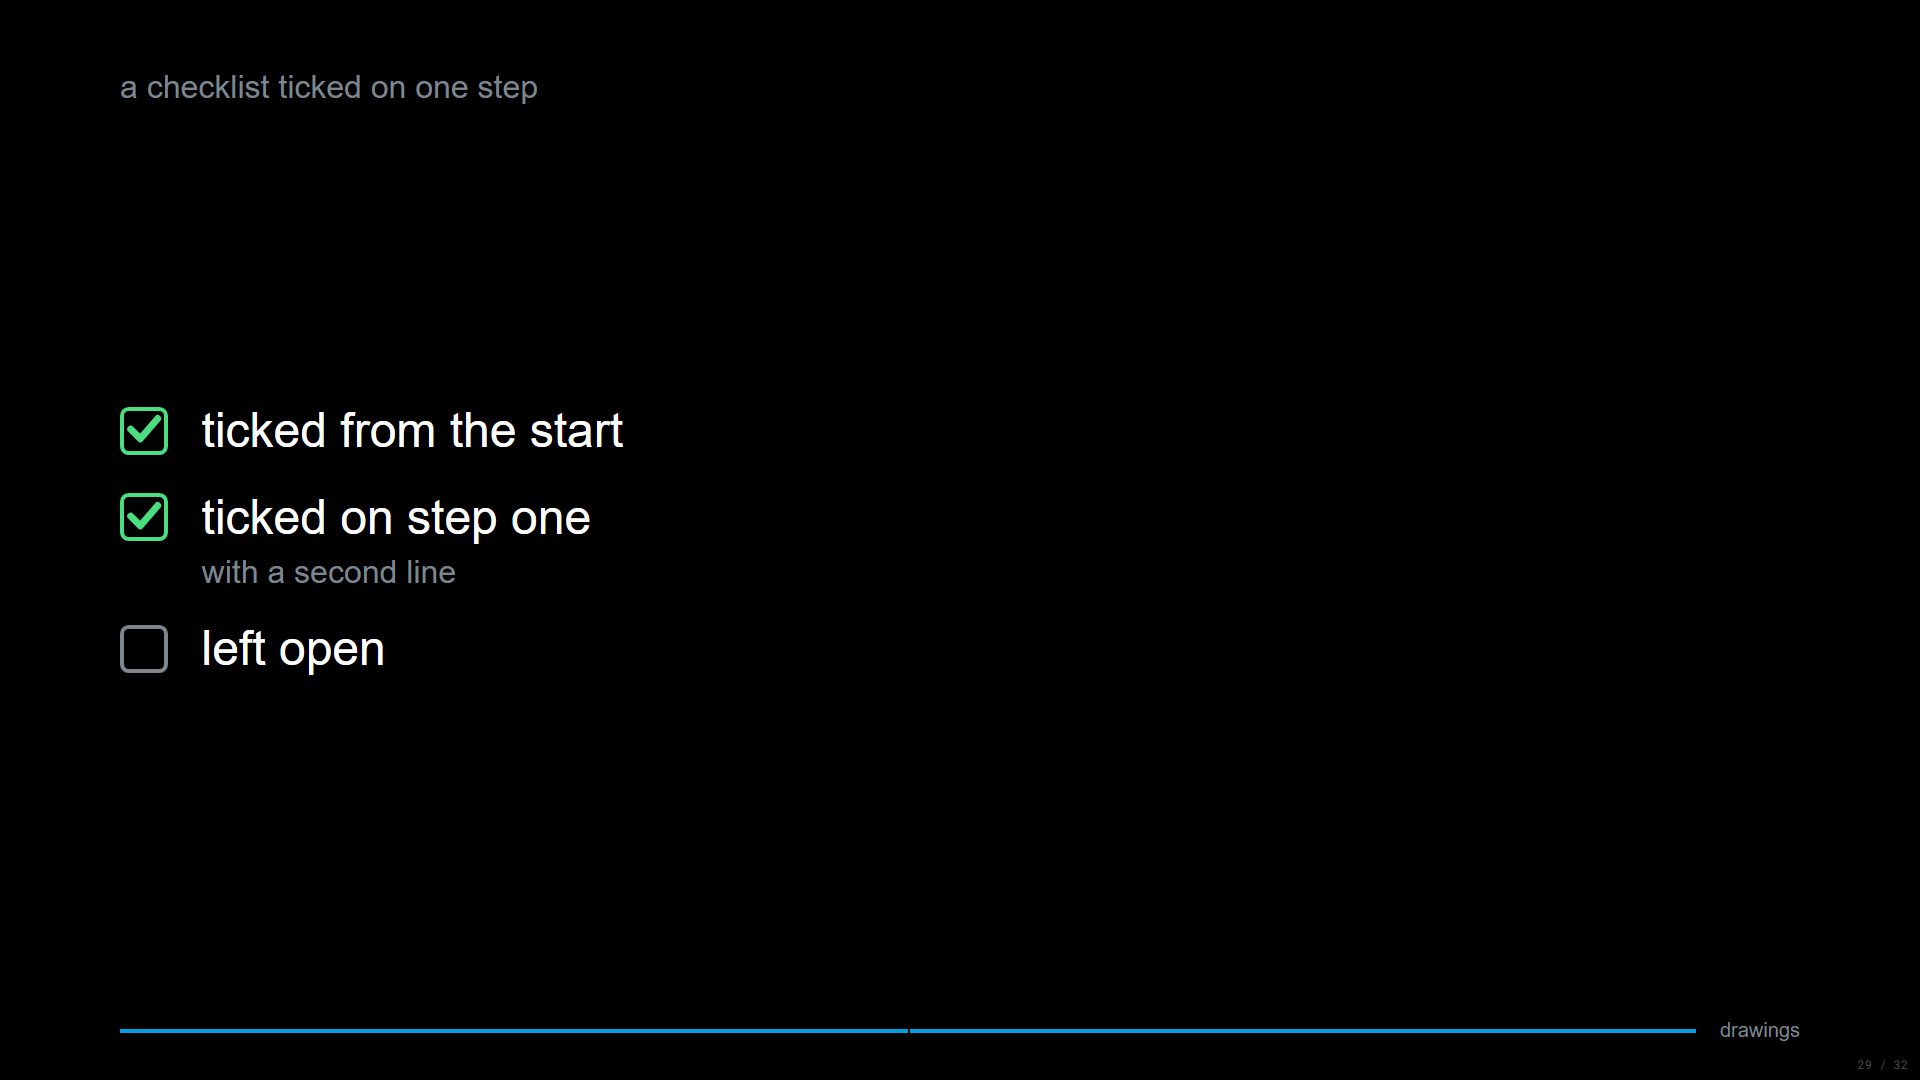 a checklist ticked on one step
ticked from the start
ticked on step one
with a second line
left open
drawings
29 / 32